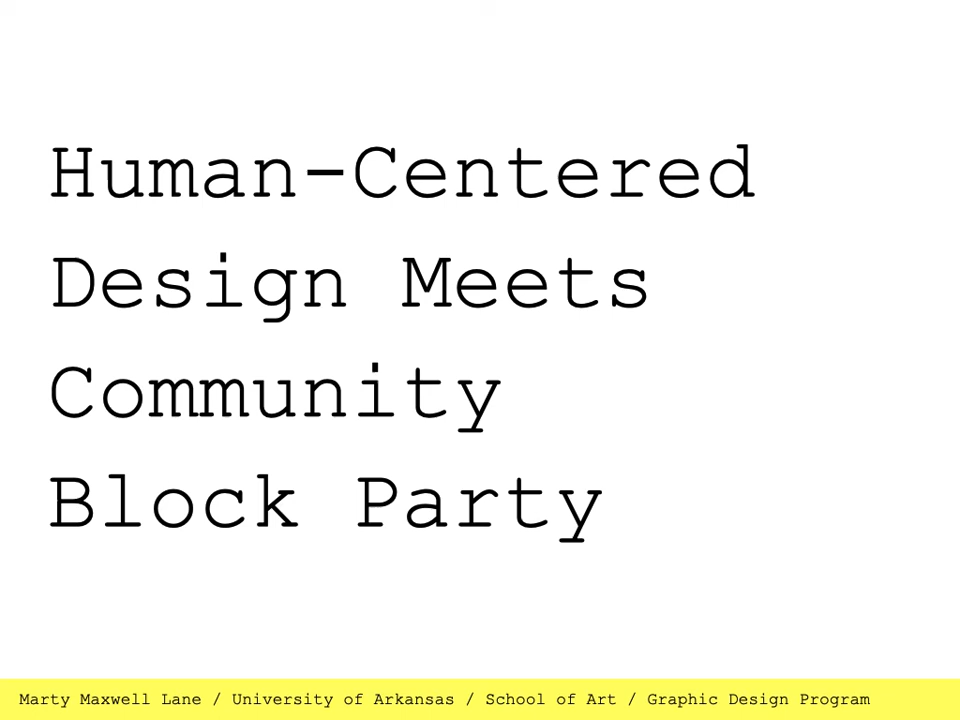 Human-Centered
Design Meets
Community
Block Party
Marty Maxwell Lane / University of Arkansas / School of Art / Graphic Design Program